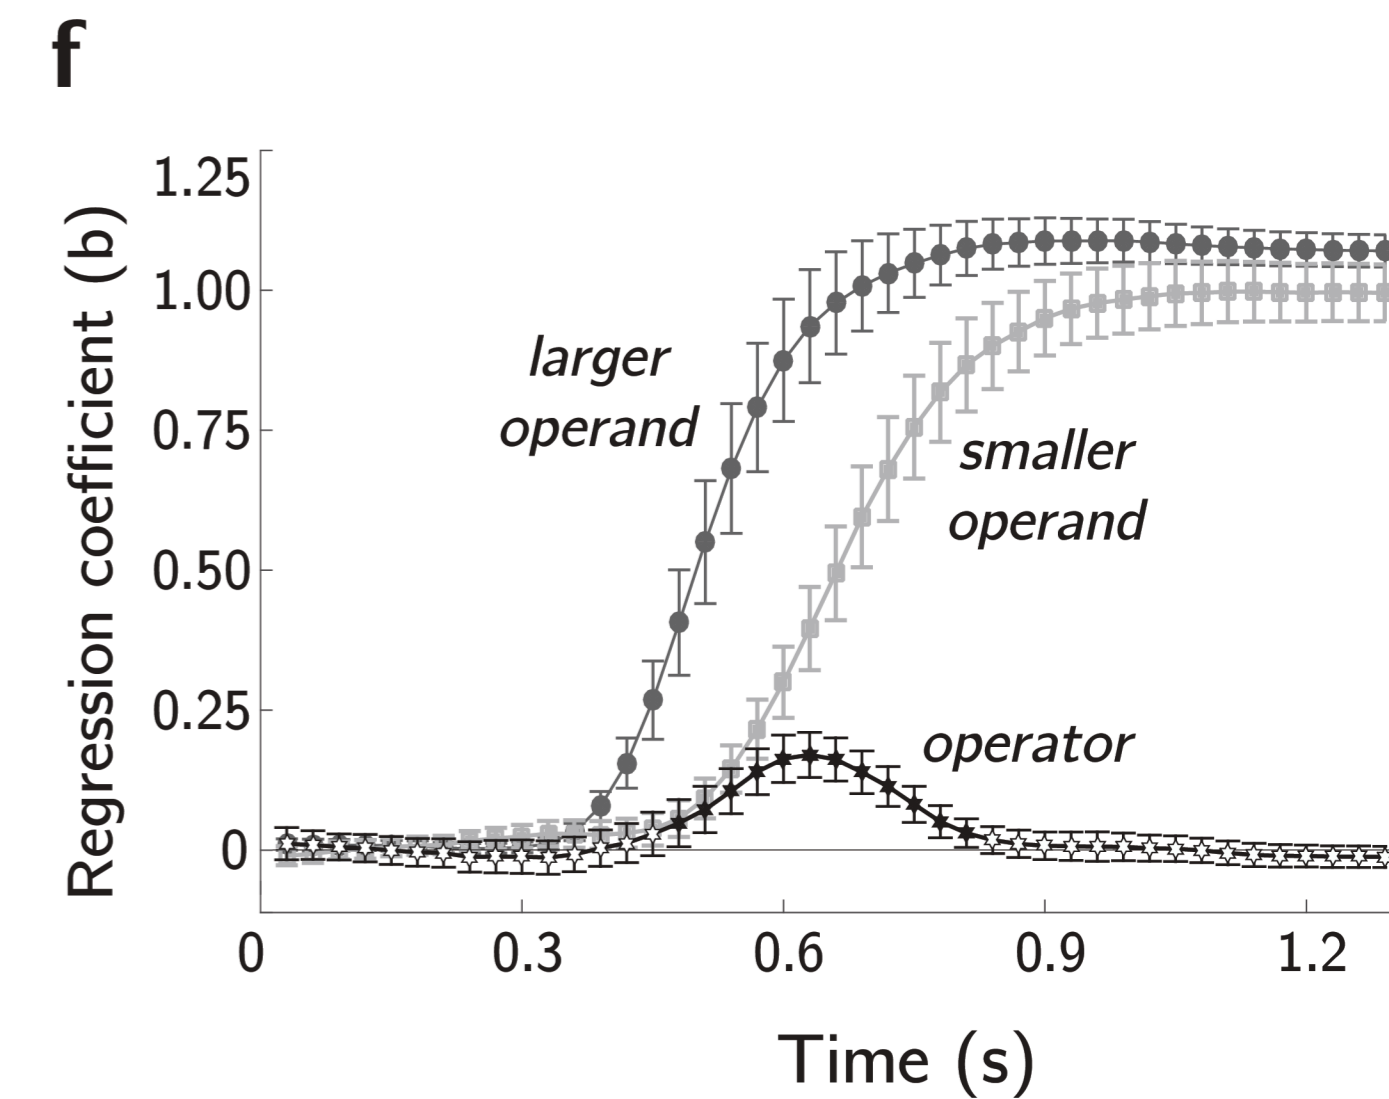 f
Regression coefficient (b)
1.25
1.00
0.75
0.50
0.25
0
larger
operand
smaller
operand
operator
0
0.3
0.6
0.9
1.2
Time (s)